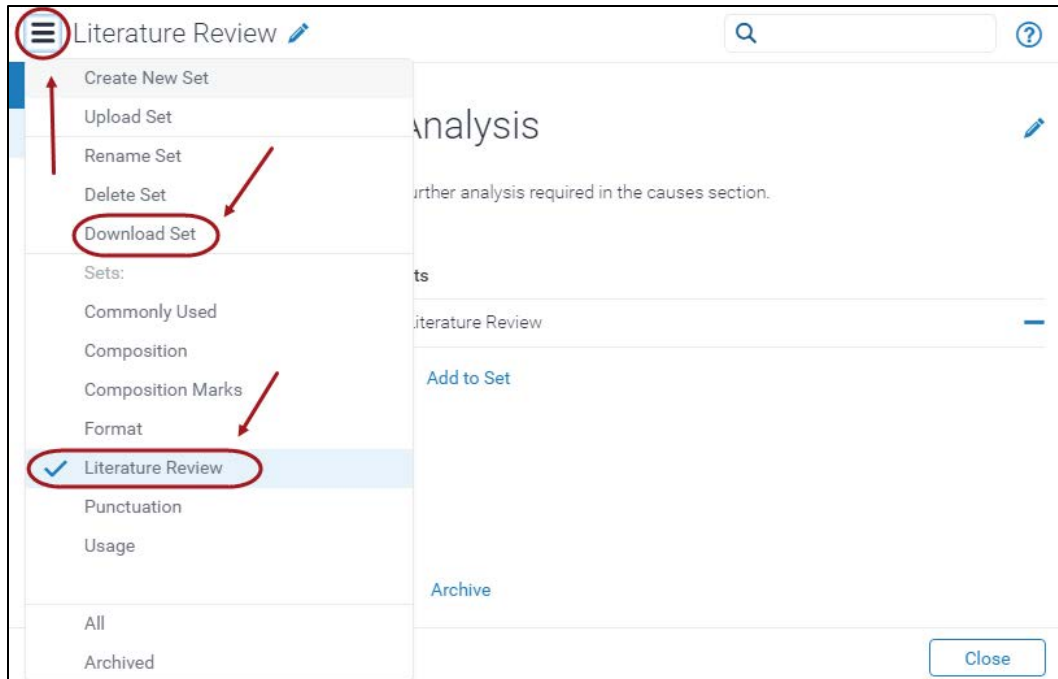 Literature Review
?
Create New Set
Upload Set
Rename Set
Delete Set
Download Set
Sets:
Commonly Used
Composition
Composition Marks
Format
Literature Review
Punctuation
Usage
All
Archived
Analysis
urther analysis required in the causes section.
ts
iterature Review
Add to Set
Archive
Close